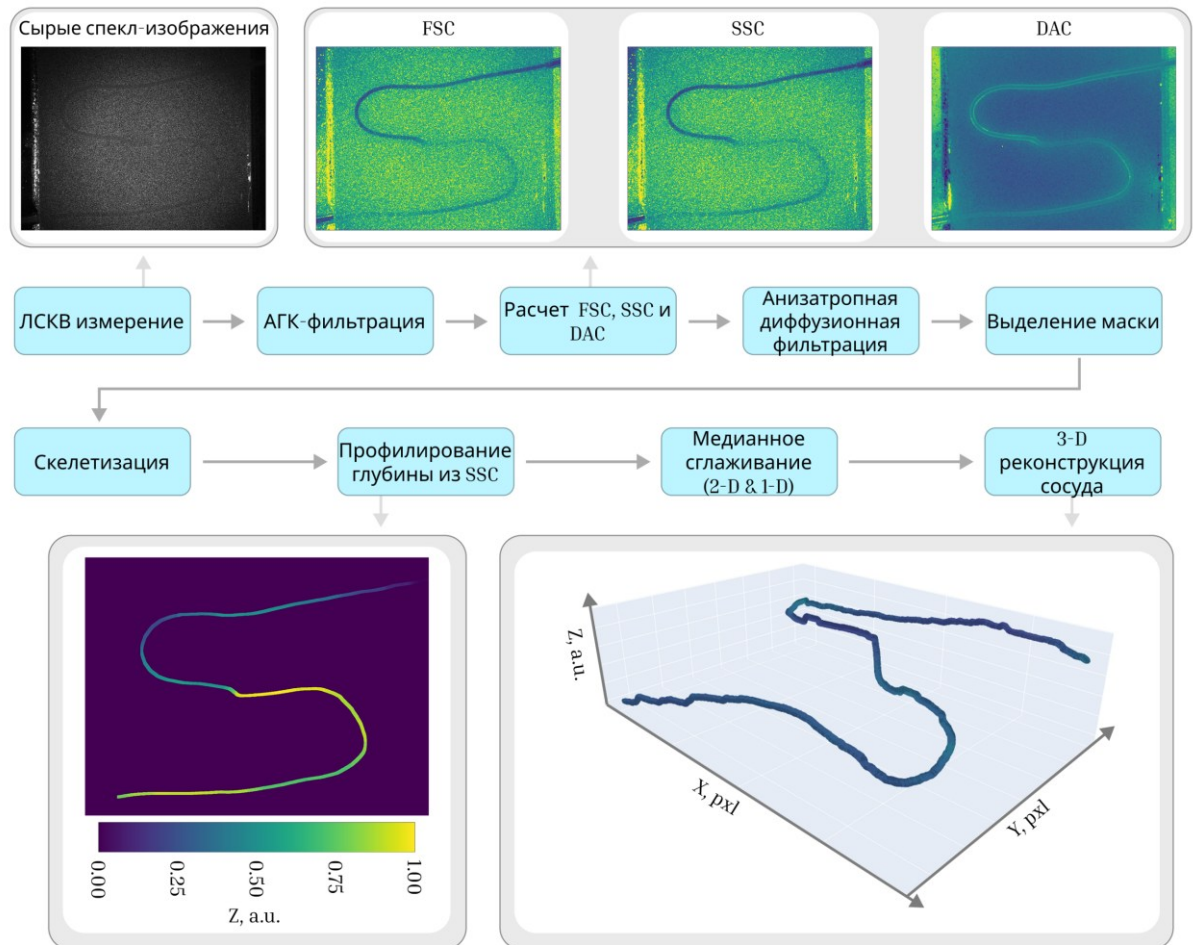 Сырые спекл-изображения
FSC
SSC
DAC
ЛСКВ измерение
АГК-фильтрация
Расчет FSC, SSC и
DAC
Анизатропная
диффузионная
фильтрация
Выделение маски
Скелетизация
Профилирование
глубины из SSC
Медианное
сглаживание
(2-D & 1-D)
3-D
реконструкция
сосуда
0.00
0.25
0.50
0.75
1.00
Z, a.u.
Z, a.u.
X, pxl
Y, pxl